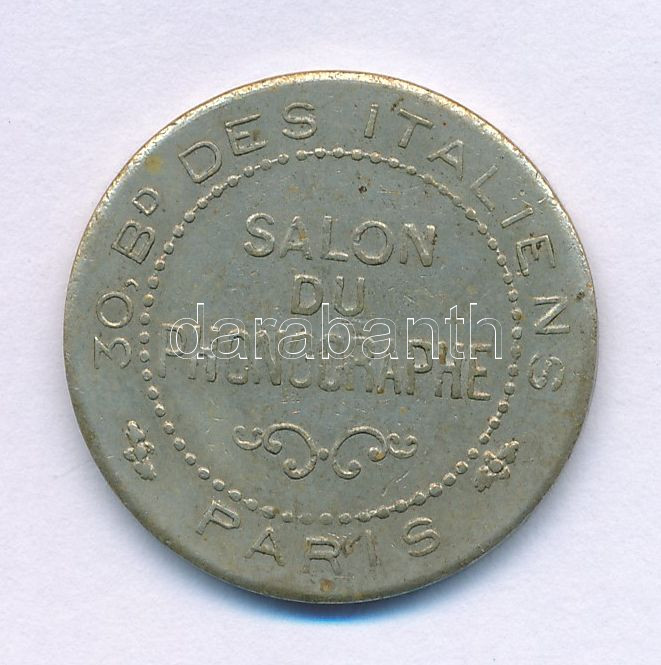 30, BD DES ITALIENS
SALON
DU
PHONOGRAPHE
PARIS
darabanth